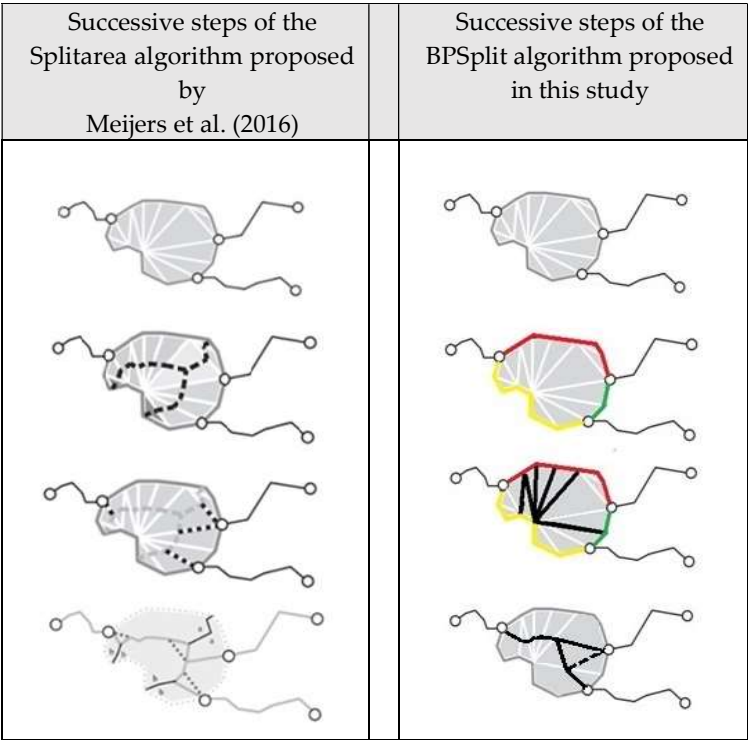 Successive steps of the
Splitarea algorithm proposed
by
Meijers et al. (2016)
Successive steps of the
BPSplit algorithm proposed
in this study